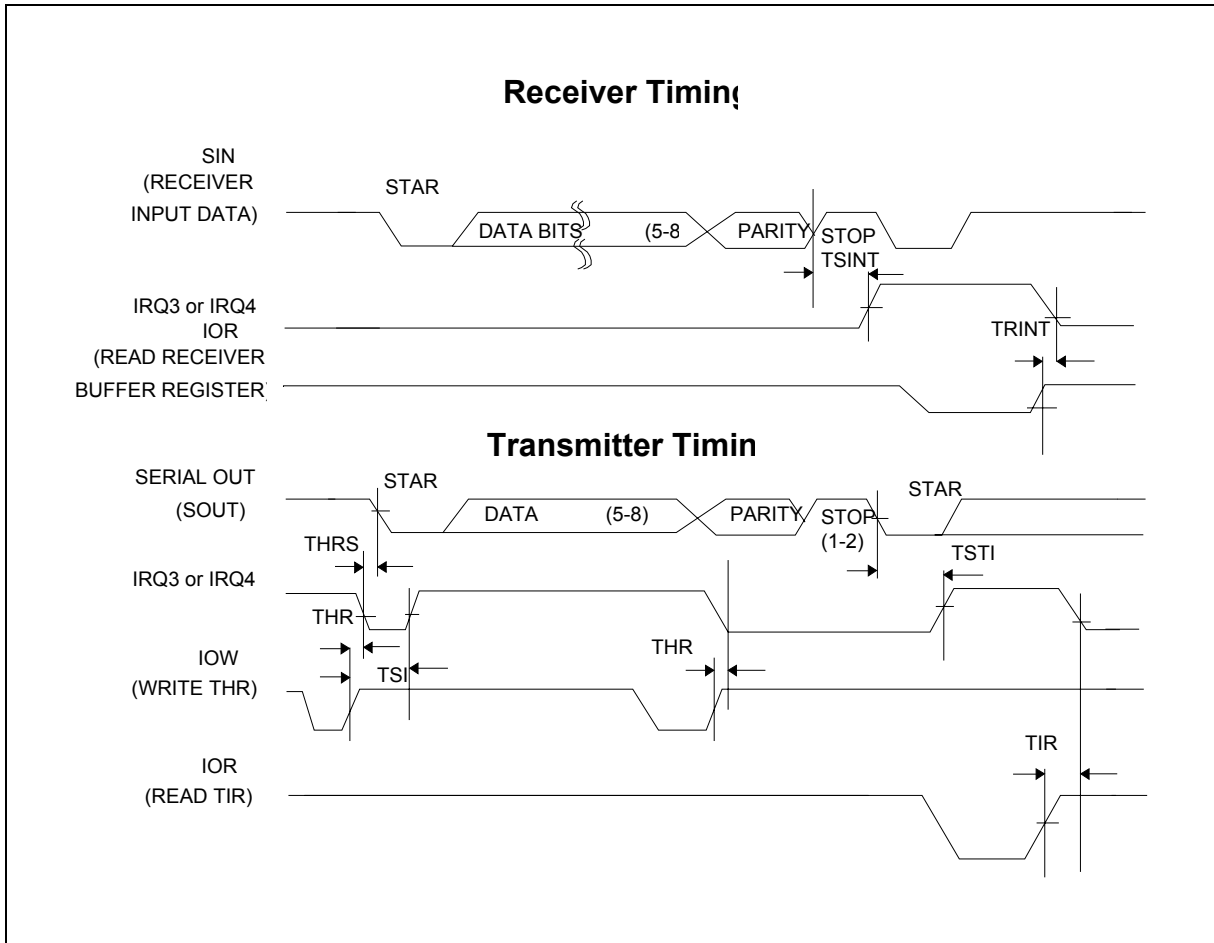 Receiver Timing
SIN
(RECEIVER
INPUT DATA)
STAR
DATA BITS (5-8
PARITY
STOP
TSINT
IRQ3 or IRQ4
IOR
(READ RECEIVER
BUFFER REGISTER)
TRINT
Transmitter Timin
SERIAL OUT
(SOUT)
STAR
DATA (5-8)
PARITY
STOP
(1-2)
STAR
THRS
TSTI
IRQ3 or IRQ4
THR
THR
IOW
(WRITE THR)
TSI
TIR
IOR
(READ TIR)